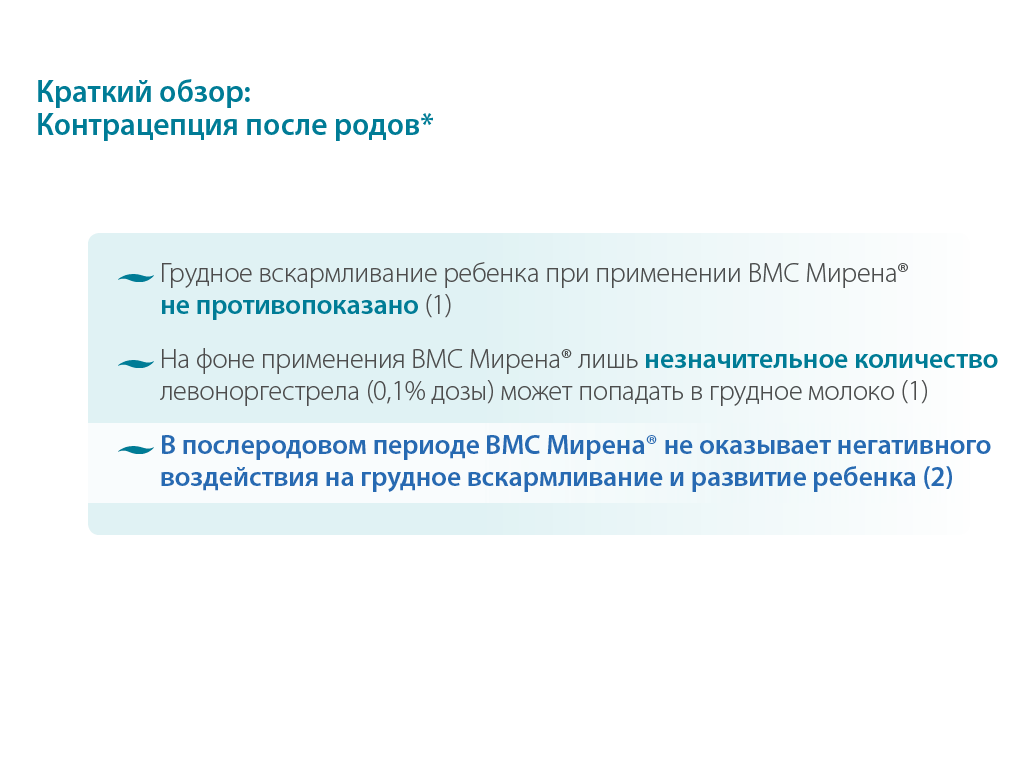 Краткий обзор:
Контрацепция после родов*
Грудное вскармливание ребенка при применении ВМС Мирена®
не противопоказано (1)
На фоне применения ВМС Мирена® лишь незначительное количество
левоноргестрела (0,1% дозы) может попадать в грудное молоко (1)
В послеродовом периоде ВМС Мирена® не оказывает негативного
воздействия на грудное вскармливание и развитие ребенка (2)